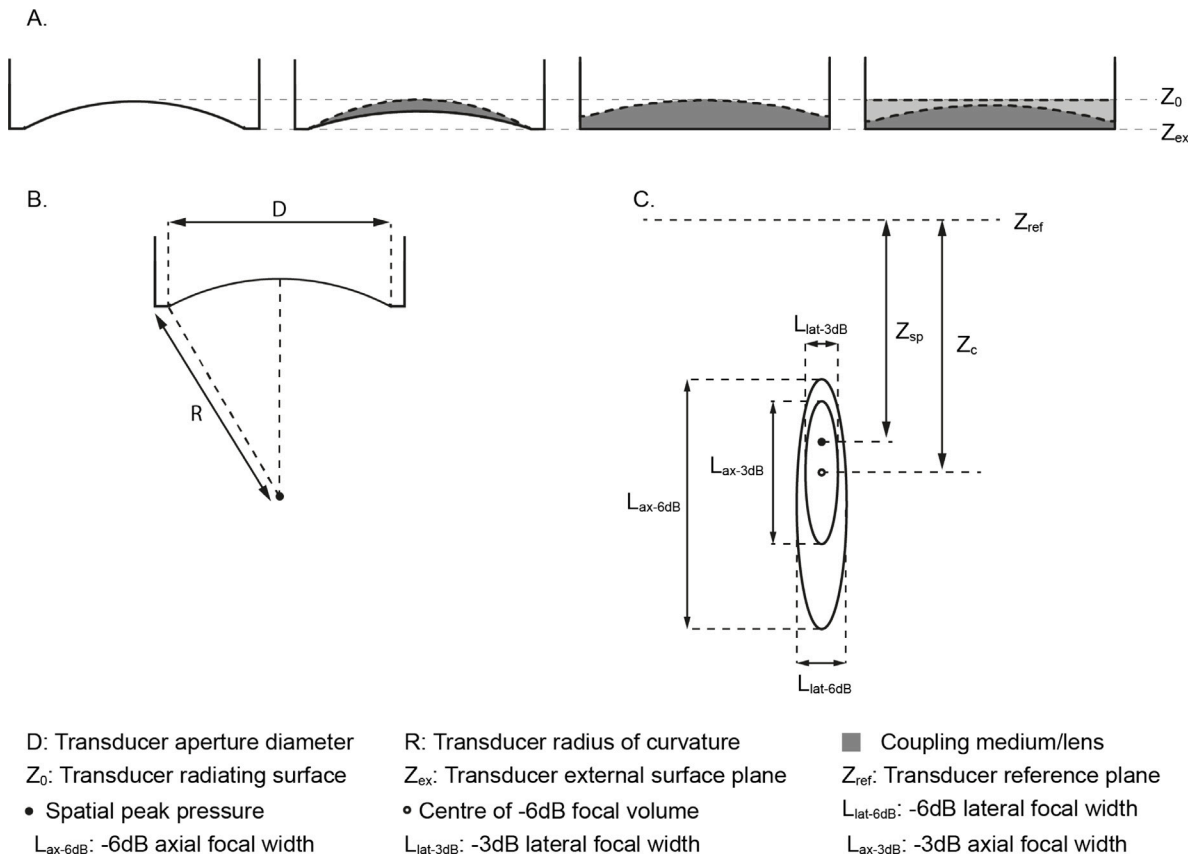 A.
Z0
Zex
B.
D
R
C.
Zref
Llat-3dB
Zsp
Zc
Lax-3dB
Lax-6dB
Llat-6dB
D: Transducer aperture diameter
R: Transducer radius of curvature
Coupling medium/lens
Z0: Transducer radiating surface
Zex: Transducer external surface plane
Zref: Transducer reference plane
Spatial peak pressure
Centre of -6dB focal volume
Llat-6dB: -6dB lateral focal width
Lax-6dB: -6dB axial focal width
Llat-3dB: -3dB lateral focal width
Lax-3dB: -3dB axial focal width